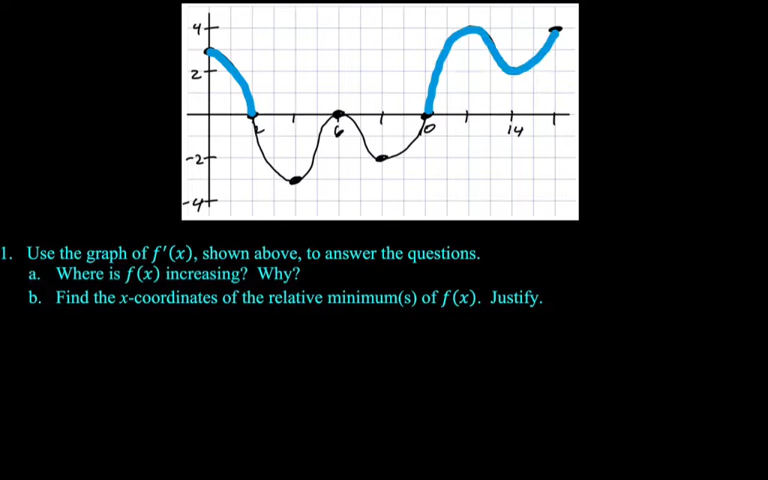 4
2
2
6
10
14
-2
-4
1. Use the graph of f′(x), shown above, to answer the questions.
a. Where is f(x) increasing? Why?
b. Find the x-coordinates of the relative minimum(s) of f(x). Justify.